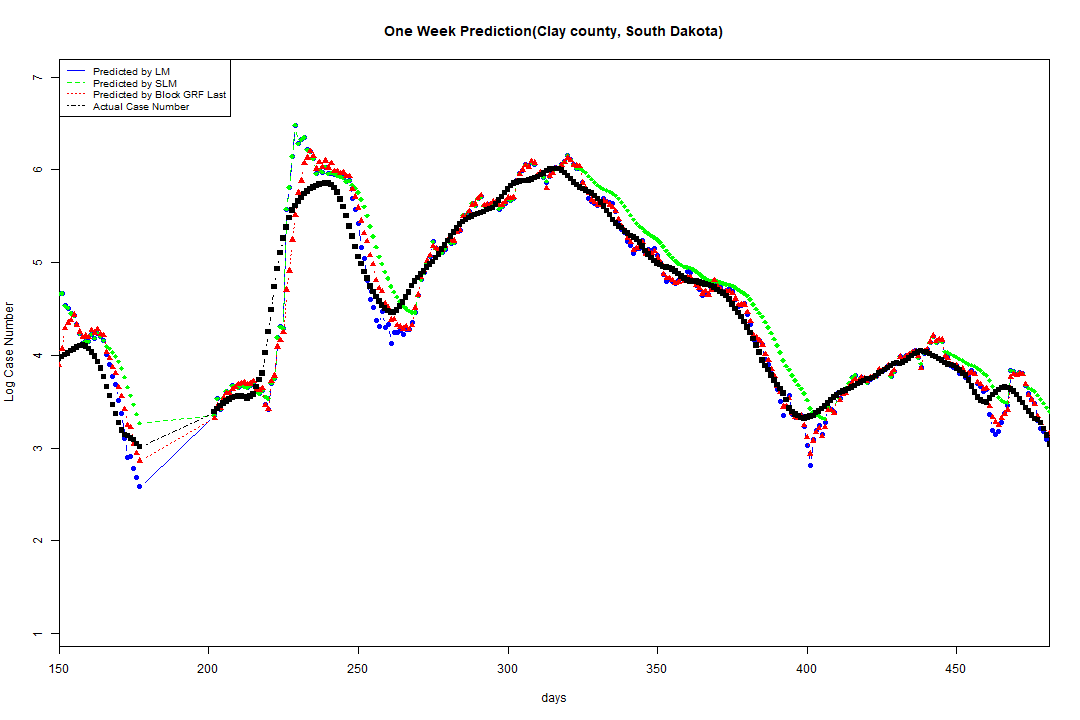 One Week Prediction(Clay county, South Dakota)
Predicted by LM
Predicted by SLM
Predicted by Block GRF Last
Actual Case Number
Log Case Number
7
6
5
4
3
2
1
150 200 250 300 350 400 450
days